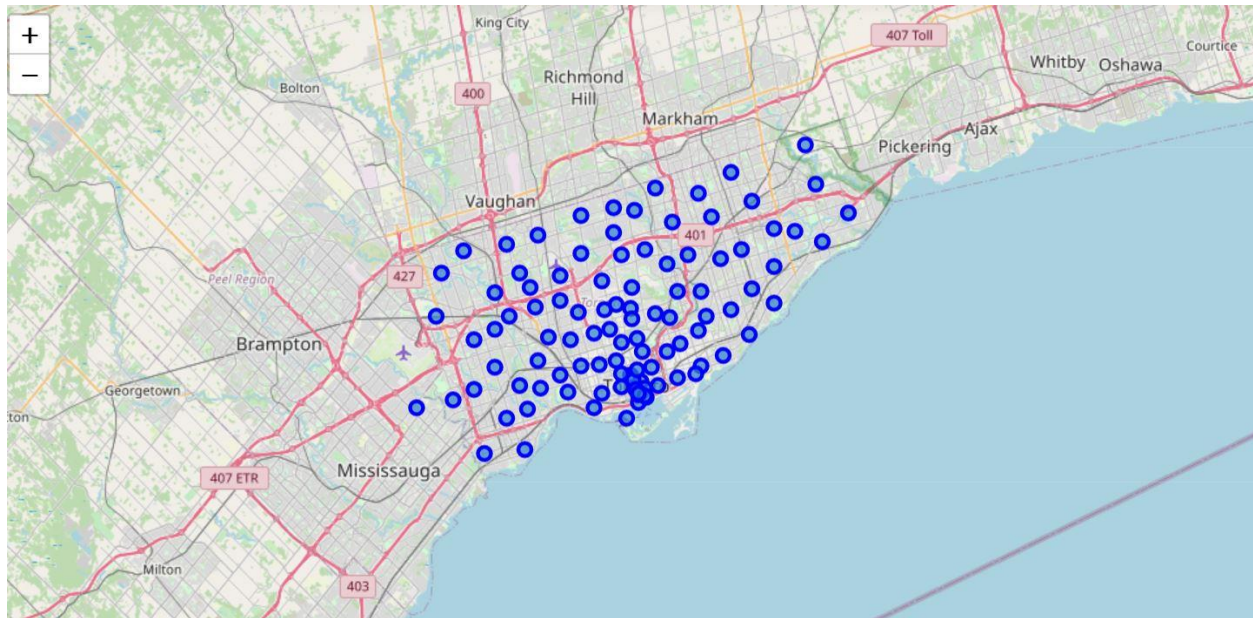 +
−
King City
407 Toll
Courtice
Whitby
Oshawa
Richmond
Hill
Bolton
400
Markham
Ajax
Pickering
Vaughan
401
427
Peel Region
Brampton
Georgetown
Mississauga
407 ETR
Milton
403